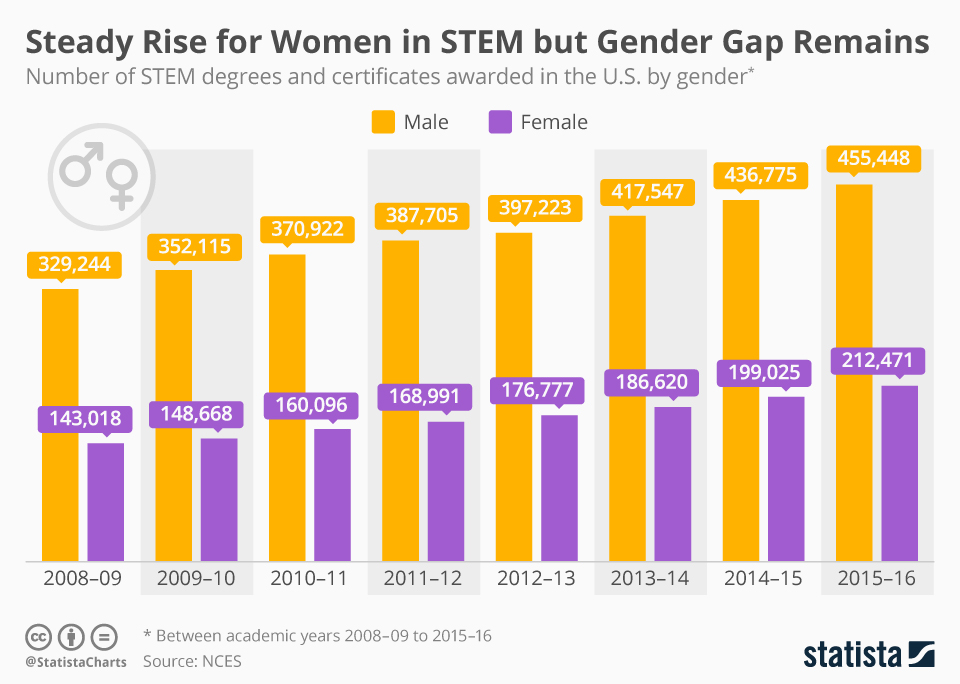 Steady Rise for Women in STEM but Gender Gap Remains
Number of STEM degrees and certificates awarded in the U.S. by gender*
Male Female
455,448
436,775
417,547
397,223
387,705
370,922
352,115
329,244
212,471
199,025
186,620
176,777
168,991
160,096
148,668
143,018
2008–09 2009–10 2010–11 2011–12 2012–13 2013–14 2014–15 2015–16
cc
* Between academic years 2008–09 to 2015–16
@StatistaCharts Source: NCES
statista